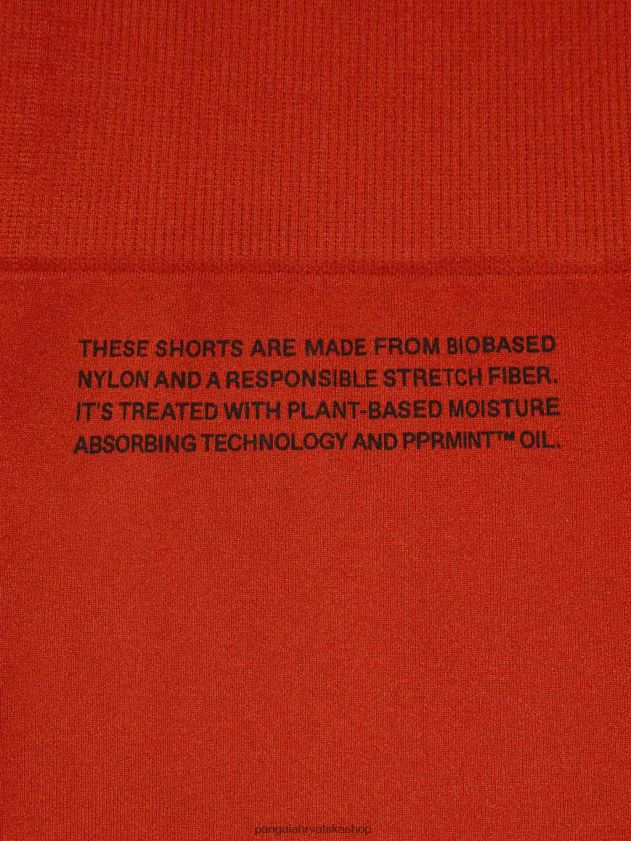 THESE SHORTS ARE MADE FROM BIOBASED
NYLON AND A RESPONSIBLE STRETCH FIBER.
IT'S TREATED WITH PLANT-BASED MOISTURE
ABSORBING TECHNOLOGY AND PPRMINT™ OIL.
pangaiahrvatskashop